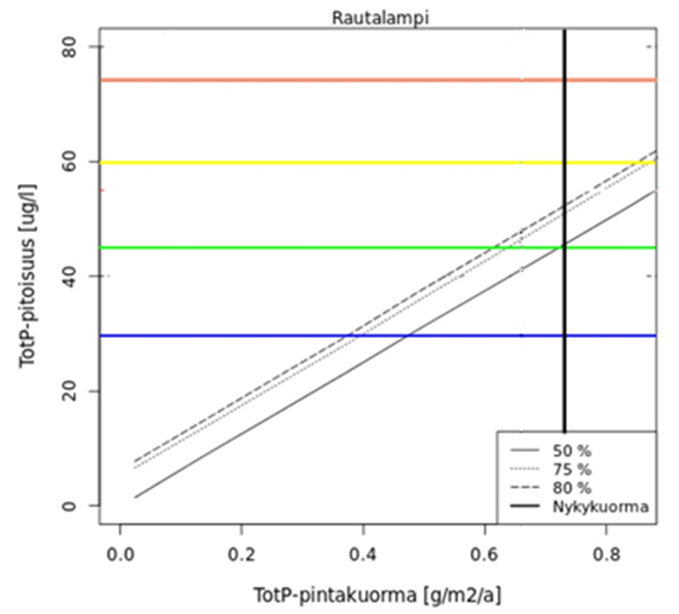 Rautalampi
TotP-pitoisuus [ug/l]
80
60
40
20
0
50 %
75 %
80 %
Nykykuorma
0.0 0.2 0.4 0.6 0.8
TotP-pintakuorma [g/m2/a]